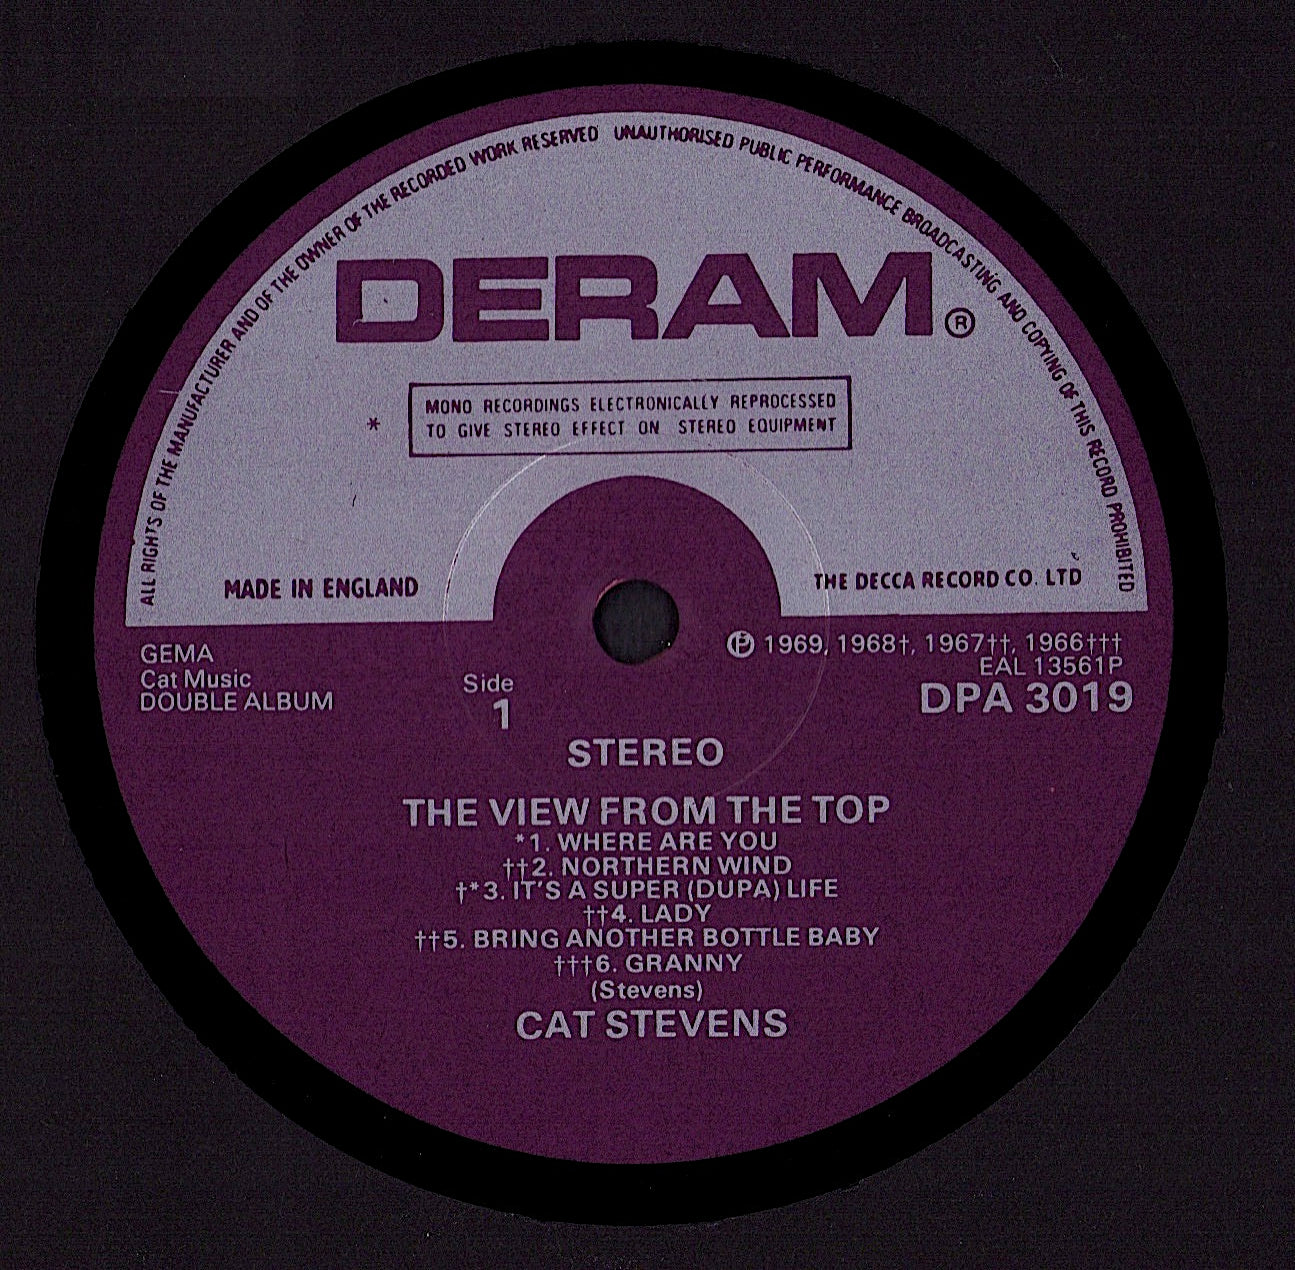 ALL RIGHTS OF THE MANUFACTURER AND OF THE OWNER OF THE RECORDED WORK RESERVED UNAUTHORISED PUBLIC PERFORMANCE BROADCASTING AND COPYING OF THIS RECORD PROHIBITED
DERAM®
* MONO RECORDINGS ELECTRONICALLY REPROCESSED
TO GIVE STEREO EFFECT ON STEREO EQUIPMENT
MADE IN ENGLAND
THE DECCA RECORD CO. LTD
GEMA
Cat Music
DOUBLE ALBUM
Side
1
℗ 1969, 1968†, 1967††, 1966†††
EAL 13561P
DPA 3019
STEREO
THE VIEW FROM THE TOP
*1. WHERE ARE YOU
††2. NORTHERN WIND
†*3. IT'S A SUPER (DUPA) LIFE
††4. LADY
††5. BRING ANOTHER BOTTLE BABY
†††6. GRANNY
(Stevens)
CAT STEVENS